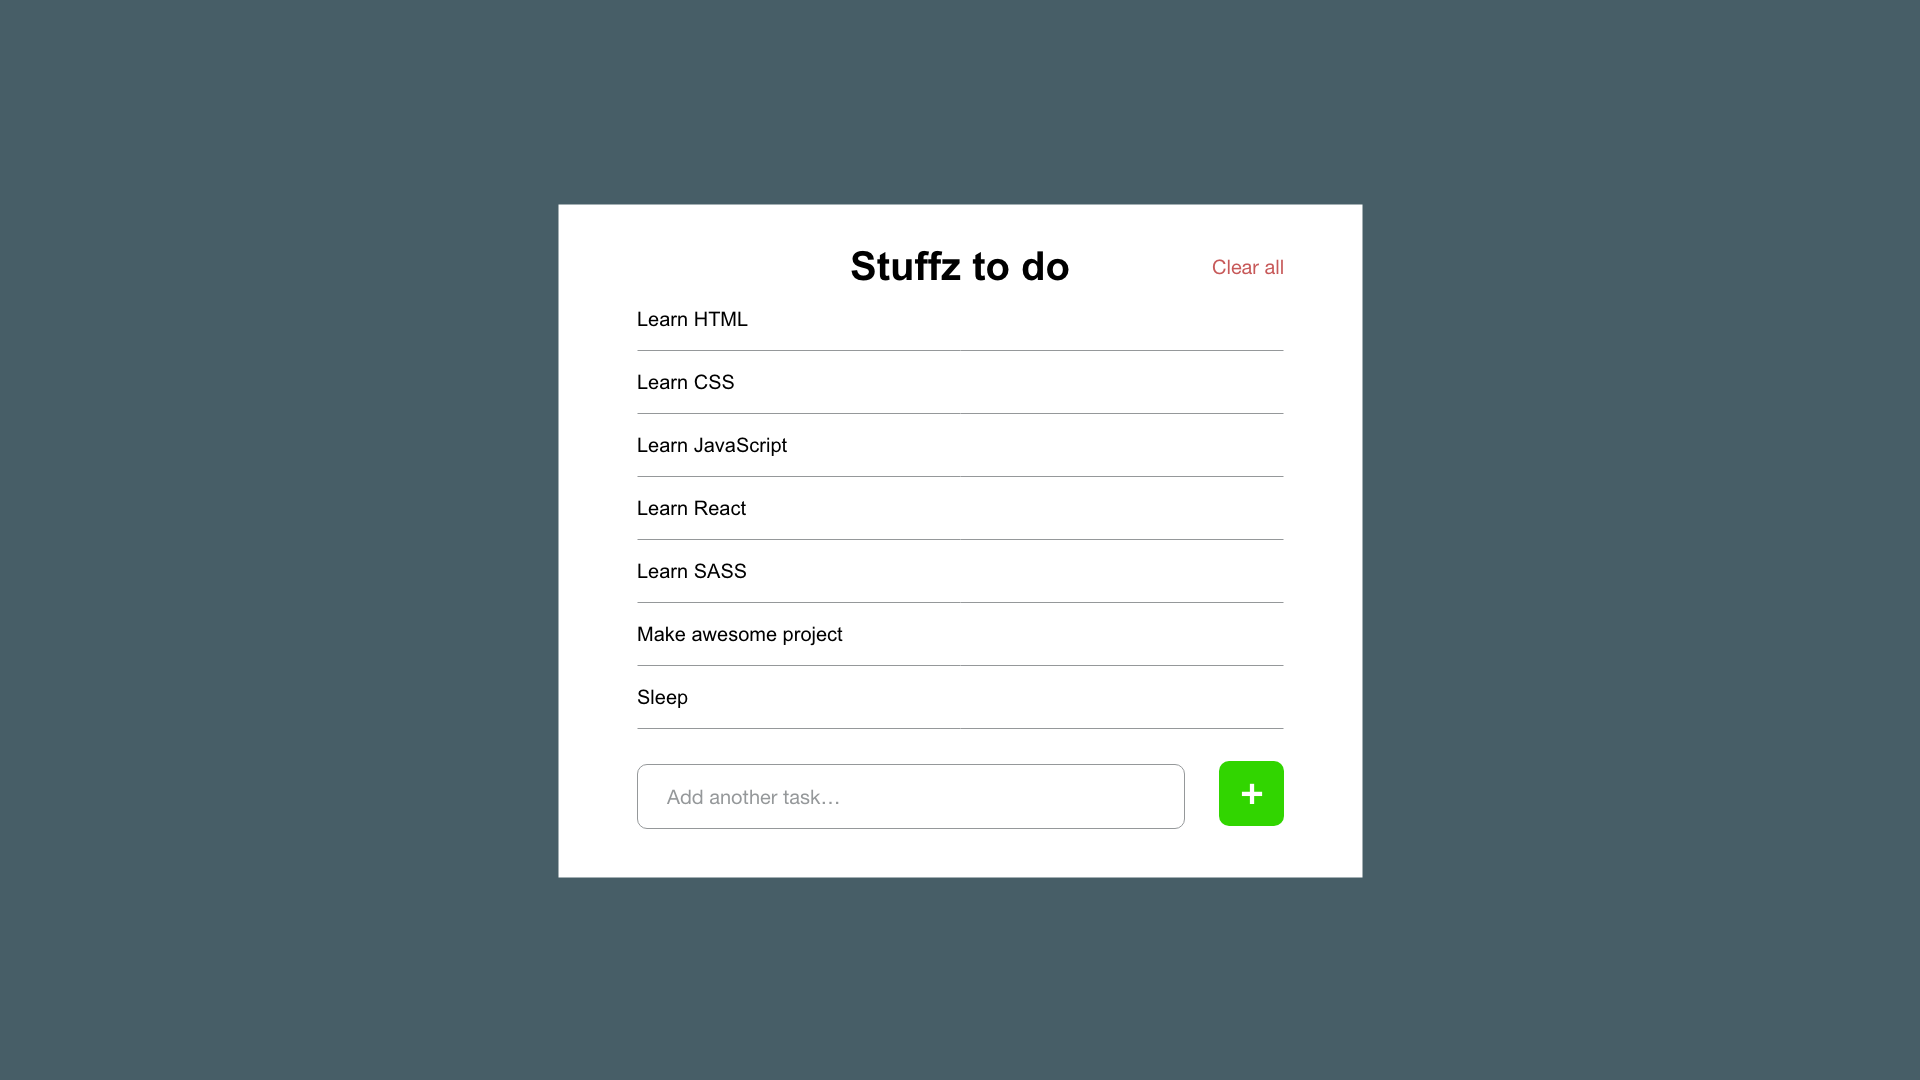 Stuffz to do
Clear all
Learn HTML
Learn CSS
Learn JavaScript
Learn React
Learn SASS
Make awesome project
Sleep
Add another task...
+